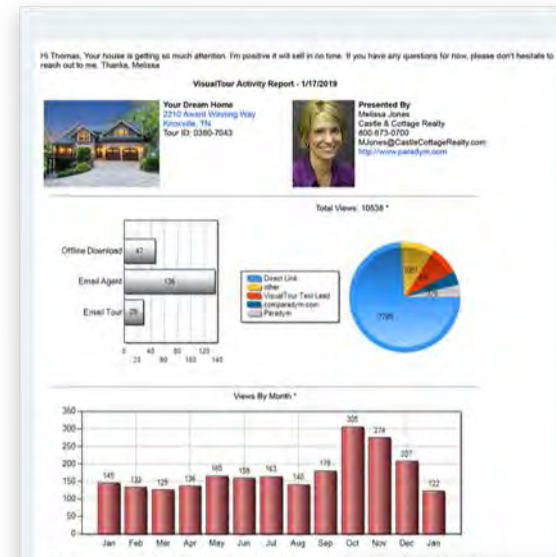 Hi Thomas, Your house is getting so much attention. I'm positive it will sell in no time. If you have any questions for now, please don't hesitate to
reach out to me. Thanks, Melissa
VisualTour Activity Report - 1/17/2019
Your Dream Home
2210 Award Winning Way
Knoxville, TN
Tour ID: 0360-7043
Presented By
Melissa Jones
Castle & Cottage Realty
800-673-0700
MJones@CastleCottageRealty.com
http://www.paradym.com
Total Views: 10538 *
Offline Download
47
Email Agent
136
Email Tour
0 20 40 60 80 100 120 140
Direct Link
other
VisualTour Text Lead
comparadym.com
Paradym
Views By Month *
350
300
250
200
150
100
50
0
145 133 125 136 165 158 163 140 179 305 274 207 122
Jan Feb Mar Apr May Jun Jul Aug Sep Oct Nov Dec Jan